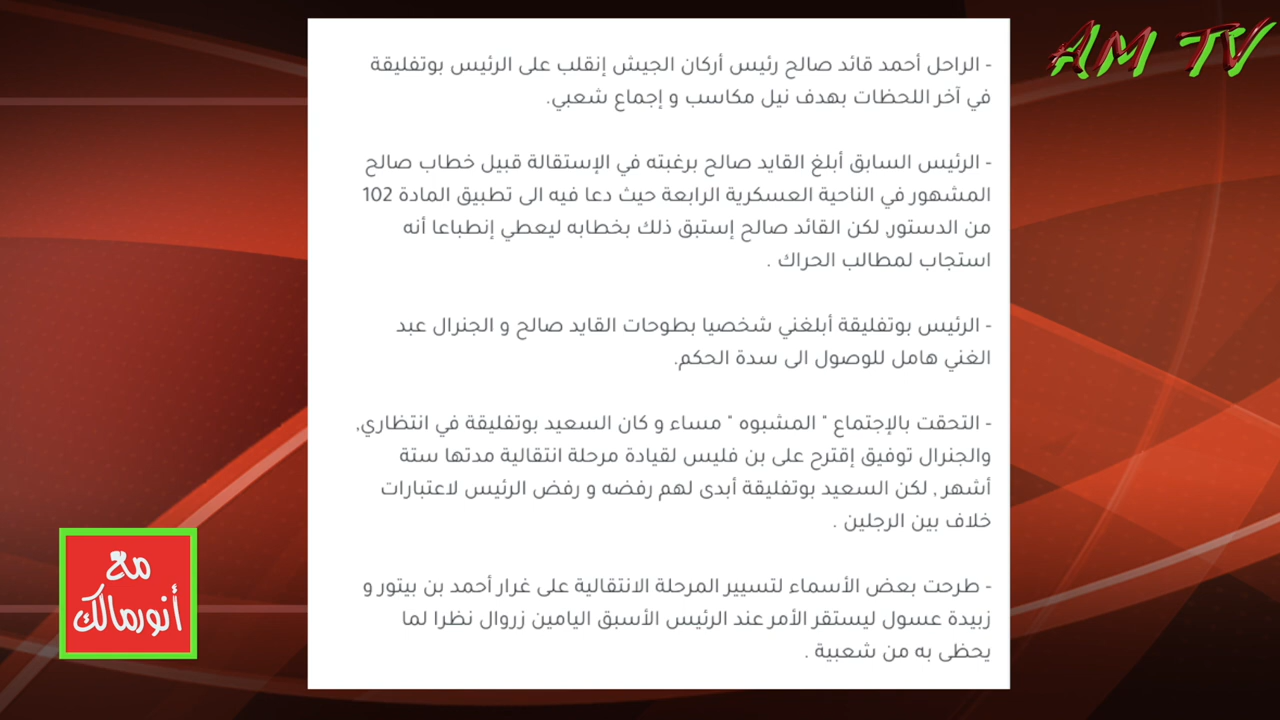 AM TV
- الراحل أحمد قائد صالح رئيس أركان الجيش إنقلب على الرئيس بوتفليقة
في آخر اللحظات بهدف نيل مكاسب و إجماع شعبي.
- الرئيس السابق أبلغ القايد صالح برغبته في الإستقالة قبيل خطاب صالح
المشهور في الناحية العسكرية الرابعة حيث دعا فيه الى تطبيق المادة 102
من الدستور, لكن القائد صالح إستبق ذلك بخطابه ليعطي إنطباعا أنه
استجاب لمطالب الحراك .
- الرئيس بوتفليقة أبلغني شخصيا بطوحات القايد صالح و الجنرال عبد
الغني هامل للوصول الى سدة الحكم.
- التحقت بالإجتماع " المشبوه " مساء و كان السعيد بوتفليقة في انتظاري,
والجنرال توفيق إقترح على بن فليس لقيادة مرحلة انتقالية مدتها ستة
أشهر , لكن السعيد بوتفليقة أبدى لهم رفضه و رفض الرئيس لاعتبارات
خلاف بين الرجلين .
- طرحت بعض الأسماء لتسيير المرحلة الانتقالية على غرار أحمد بن بيتور و
زبيدة عسول ليستقر الأمر عند الرئيس الأسبق اليامين زروال نظرا لما
يحظى به من شعبية .
مع
أنورمالك